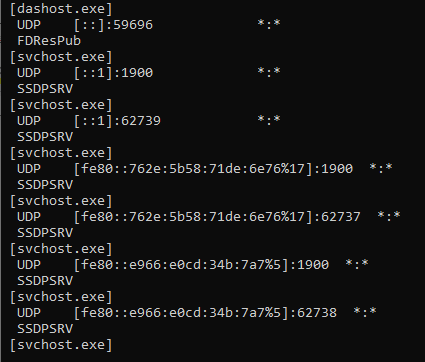 [dashost.exe]
UDP [::]:59696 *:*
FDResPub
[svchost.exe]
UDP [::1]:1900 *:*
SSDPSRV
[svchost.exe]
UDP [::1]:62739 *:*
SSDPSRV
[svchost.exe]
UDP [fe80::762e:5b58:71de:6e76%17]:1900 *:*
SSDPSRV
[svchost.exe]
UDP [fe80::762e:5b58:71de:6e76%17]:62737 *:*
SSDPSRV
[svchost.exe]
UDP [fe80::e966:e0cd:34b:7a7%5]:1900 *:*
SSDPSRV
[svchost.exe]
UDP [fe80::e966:e0cd:34b:7a7%5]:62738 *:*
SSDPSRV
[svchost.exe]